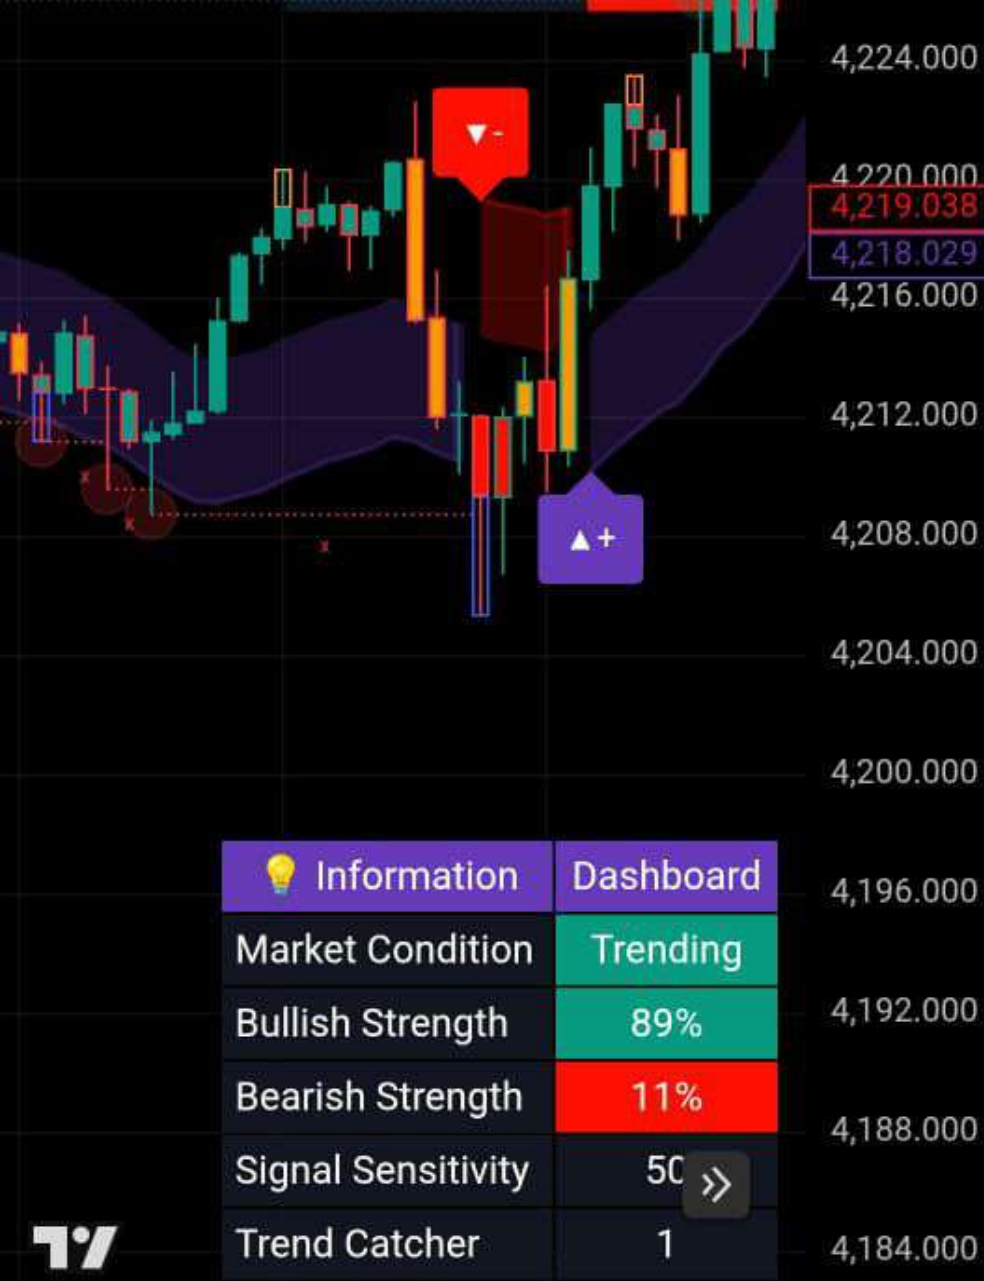 4,224.000
▼-
4,220.000
4,219.038
4,218.029
4,216.000
4,212.000
▲+
4,208.000
x
x
x
4,204.000
4,200.000
4,196.000
4,192.000
4,188.000
4,184.000
💡 Information Dashboard
Market Condition Trending
Bullish Strength 89%
Bearish Strength 11%
Signal Sensitivity 50
Trend Catcher 1